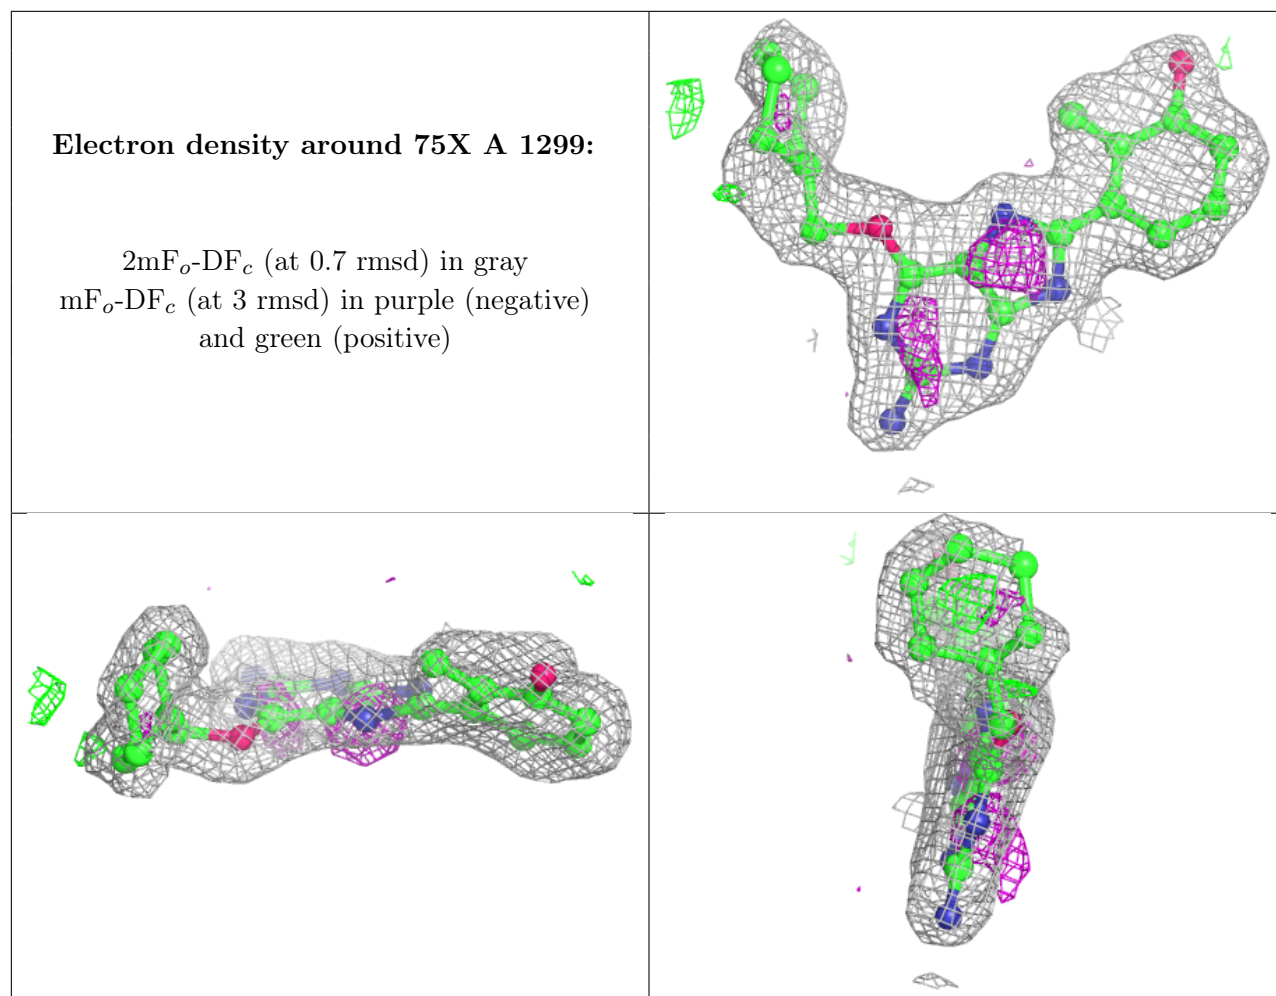 Electron density around 75X A 1299:
2mFo-DFc (at 0.7 rmsd) in gray
mFo-DFc (at 3 rmsd) in purple (negative)
and green (positive)